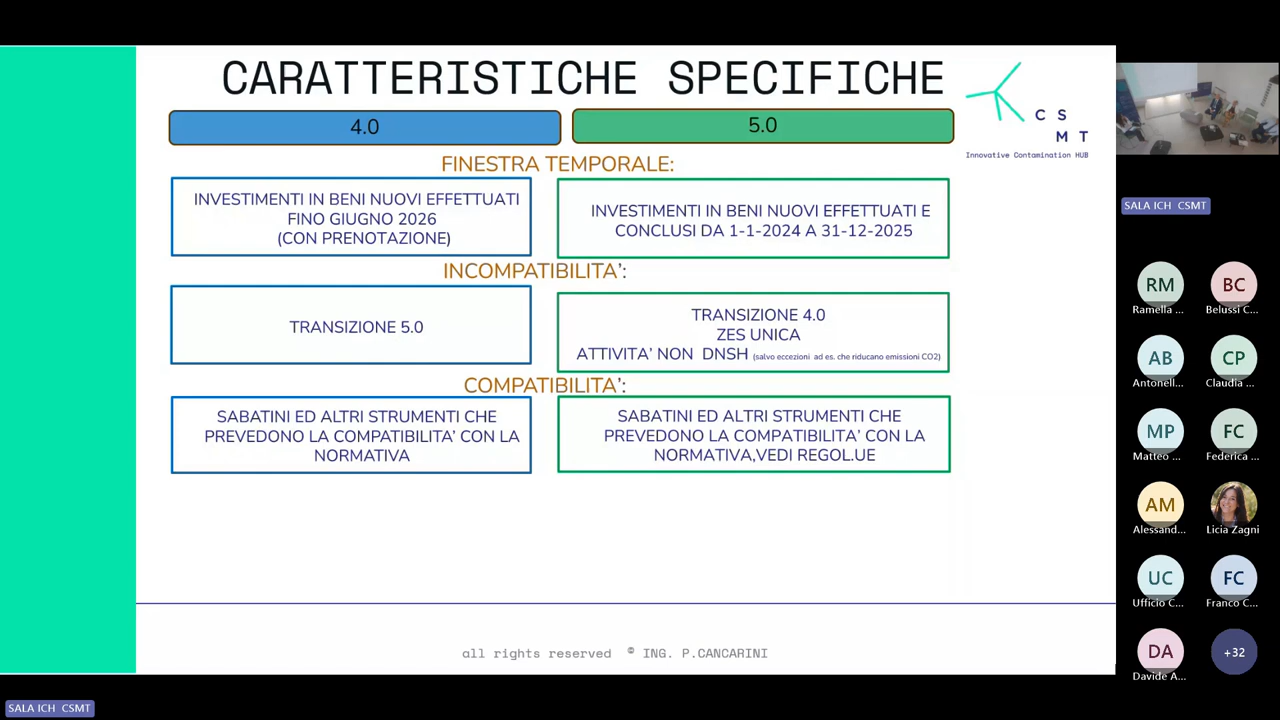 CARATTERISTICHE SPECIFICHE
4.0
5.0
C S
M T
Innovative Contamination HUB
FINESTRA TEMPORALE:
INVESTIMENTI IN BENI NUOVI EFFETTUATI
FINO GIUGNO 2026
(CON PRENOTAZIONE)
INVESTIMENTI IN BENI NUOVI EFFETTUATI E
CONCLUSI DA 1-1-2024 A 31-12-2025
INCOMPATIBILITA’:
TRANSIZIONE 5.0
TRANSIZIONE 4.0
ZES UNICA
ATTIVITA’ NON DNSH (salvo eccezioni ad es. che riducano emissioni CO2)
COMPATIBILITA’:
SABATINI ED ALTRI STRUMENTI CHE
PREVEDONO LA COMPATIBILITA’ CON LA
NORMATIVA
SABATINI ED ALTRI STRUMENTI CHE
PREVEDONO LA COMPATIBILITA’ CON LA
NORMATIVA,VEDI REGOL.UE
all rights reserved © ING. P.CANCARINI
SALA ICH CSMT
RM
Ramella ...
BC
Belussi C...
AB
Antonell...
CP
Claudia ...
MP
Matteo ...
FC
Federica ...
AM
Alessand...
Licia Zagni
UC
Ufficio C...
FC
Franco C...
DA
Davide A...
+32
SALA ICH CSMT